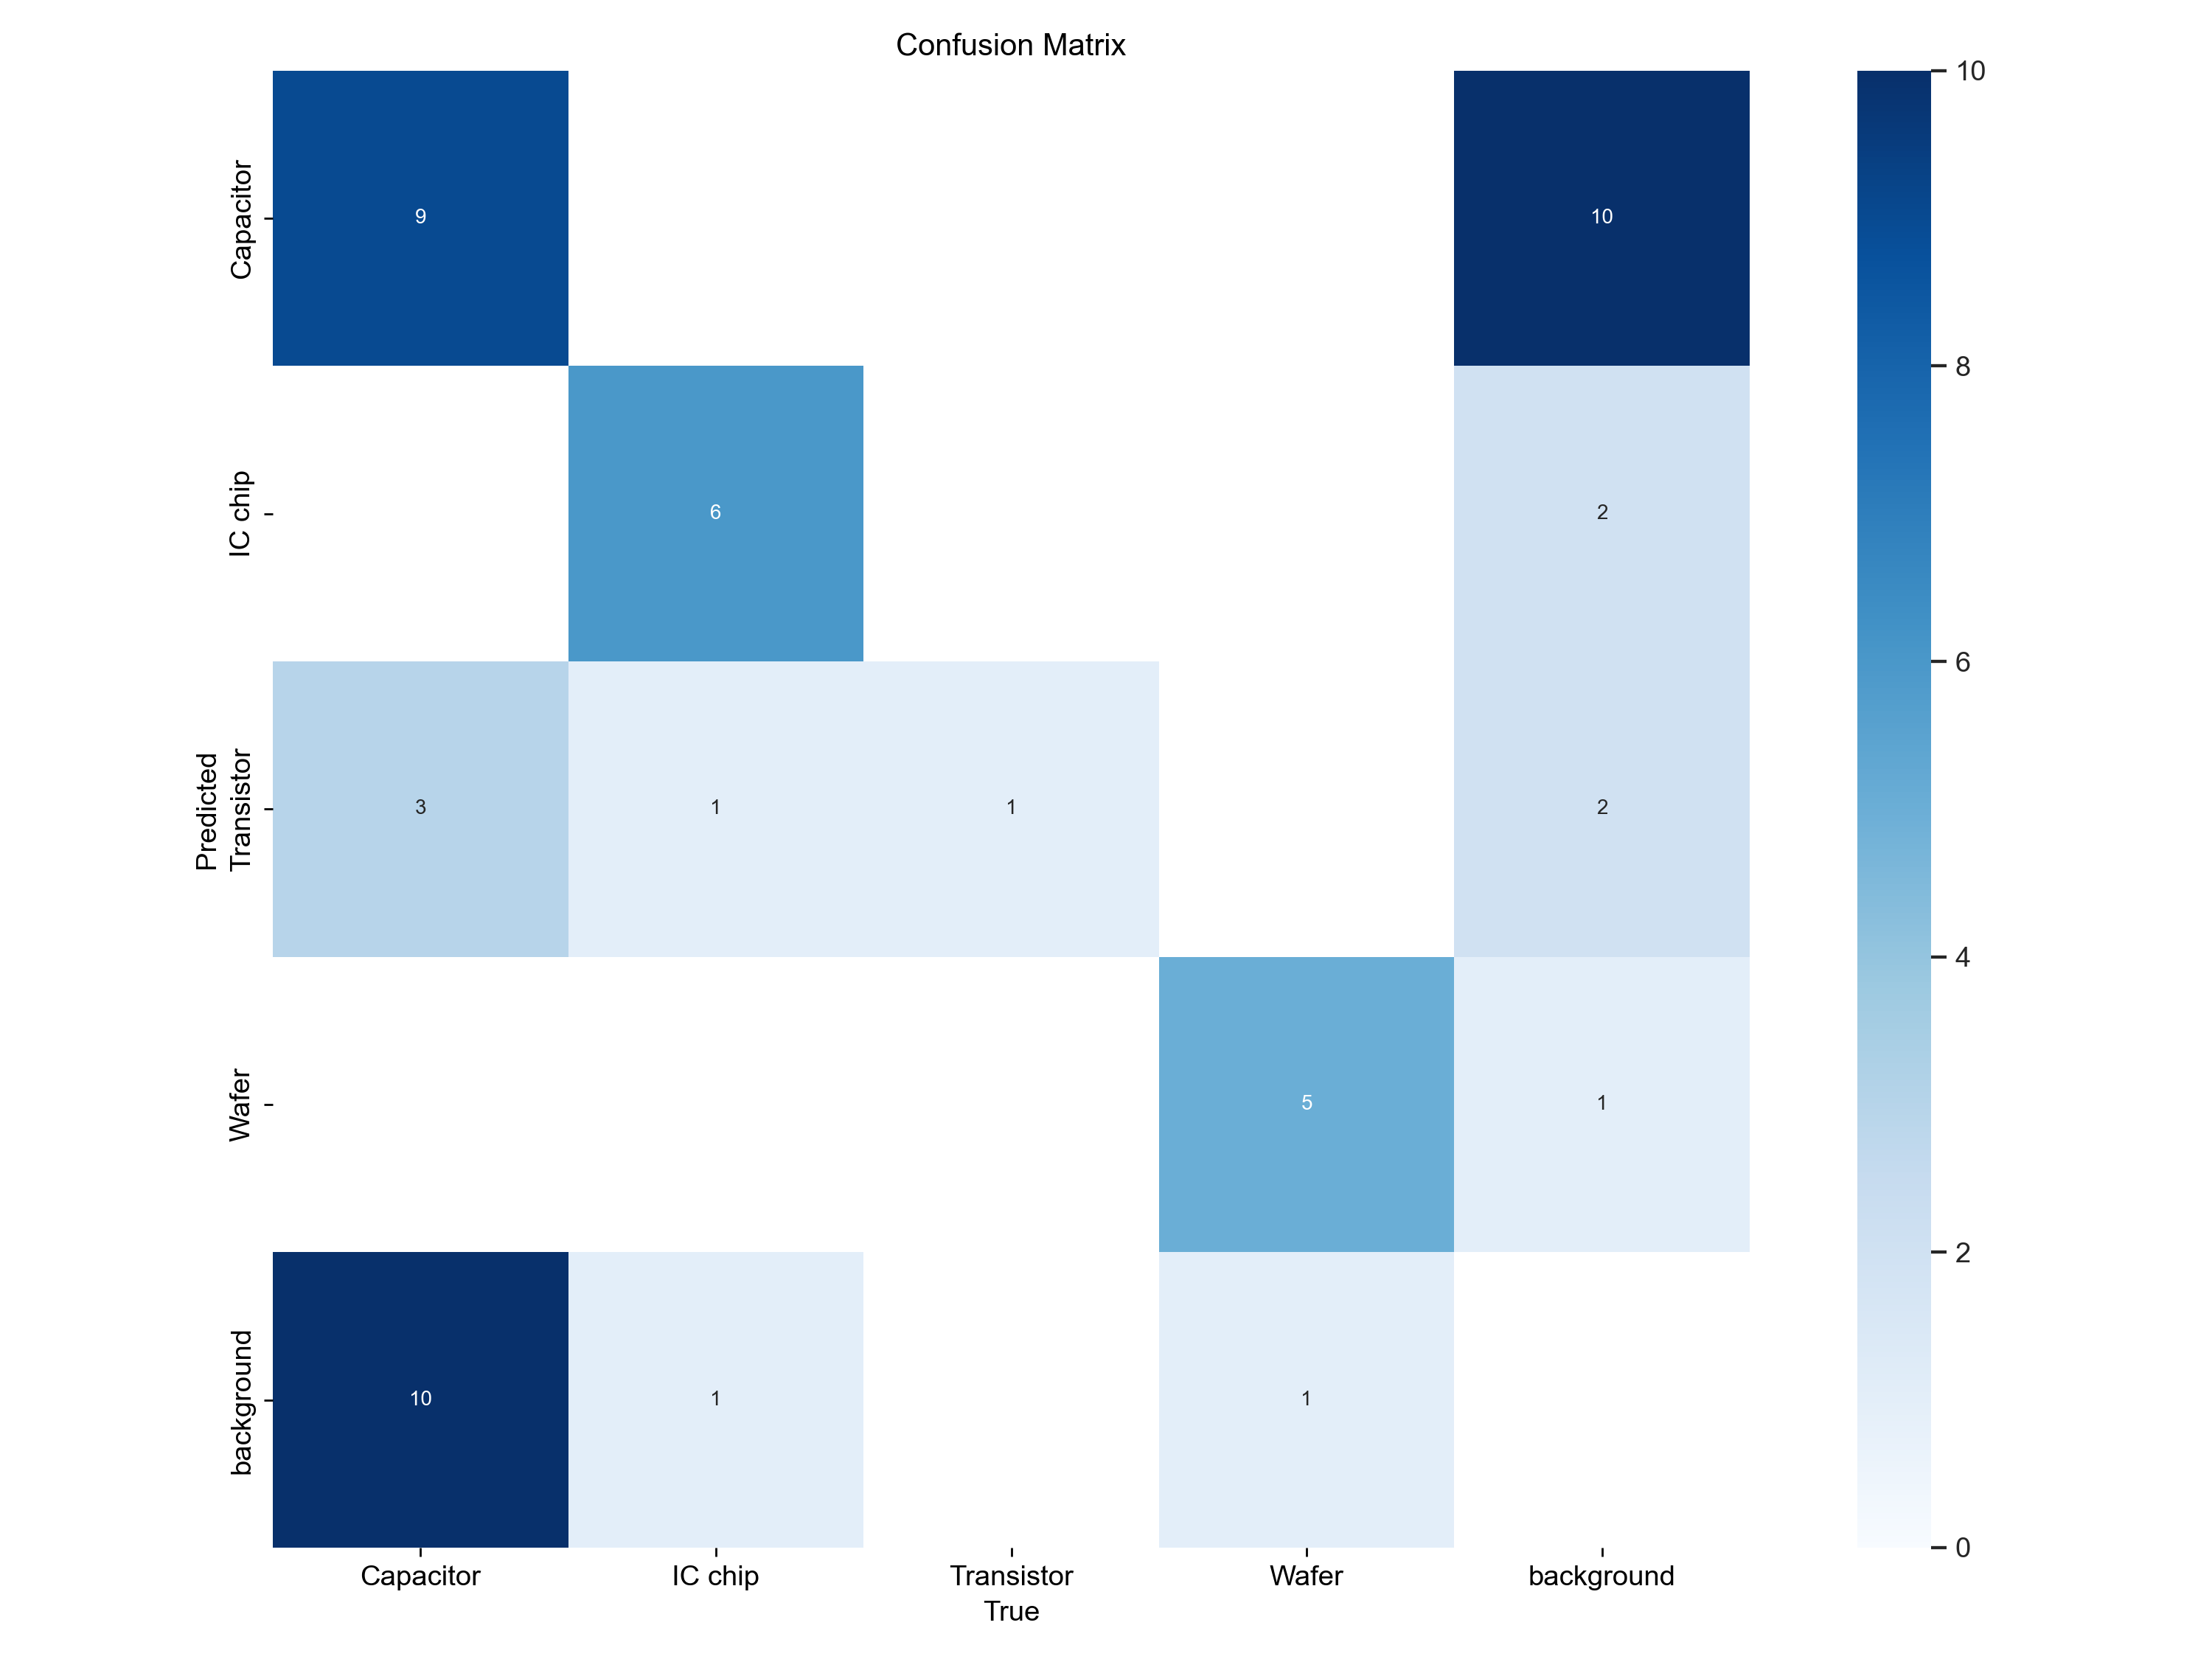 Confusion Matrix
10
8
6
4
2
0
Capacitor
IC chip
Transistor
Wafer
background
Predicted
9 10
6 2
3 1 1 2
5 1
10 1 1
Capacitor IC chip Transistor Wafer background
True